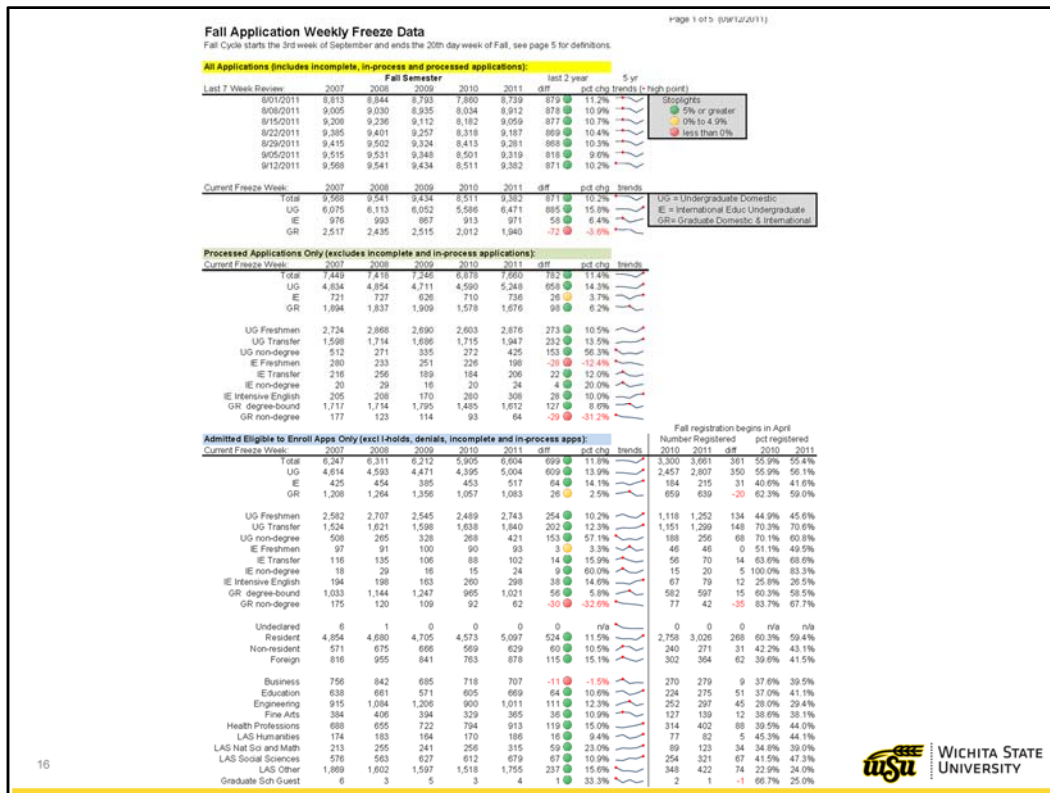 Page 1 of 5 (09/12/2011)
Fall Application Weekly Freeze Data
Fall Cycle starts the 3rd week of September and ends the 20th day week of Fall, see page 5 for definitions.
All Applications (includes incomplete, in-process and processed applications):
Fall Semester last 2 year 5 yr
Last 7 Week Review: 2007 2008 2009 2010 2011 diff pct chg trends (• high point)
8/01/2011 8,813 8,844 8,793 7,860 8,739 879 11.2%
8/08/2011 9,005 9,030 8,935 8,034 8,912 878 10.9%
8/15/2011 9,208 9,236 9,112 8,182 9,059 877 10.7%
8/22/2011 9,385 9,401 9,257 8,318 9,187 869 10.4%
8/29/2011 9,415 9,502 9,324 8,413 9,281 868 10.3%
9/05/2011 9,515 9,531 9,348 8,501 9,319 818 9.6%
9/12/2011 9,568 9,541 9,434 8,511 9,382 871 10.2%
Stoplights
5% or greater
0% to 4.9%
less than 0%
Current Freeze Week: 2007 2008 2009 2010 2011 diff pct chg trends
Total 9,568 9,541 9,434 8,511 9,382 871 10.2%
UG 6,075 6,113 6,052 5,586 6,471 885 15.8%
IE 976 993 867 913 971 58 6.4%
GR 2,517 2,435 2,515 2,012 1,940 -72 -3.6%
UG = Undergraduate Domestic
IE = International Educ Undergraduate
GR= Graduate Domestic & International
Processed Applications Only (excludes incomplete and in-process applications):
Current Freeze Week: 2007 2008 2009 2010 2011 diff pct chg trends
Total 7,449 7,418 7,246 6,878 7,660 782 11.4%
UG 4,834 4,854 4,711 4,590 5,248 658 14.3%
IE 721 727 626 710 736 26 3.7%
GR 1,894 1,837 1,909 1,578 1,676 98 6.2%
UG Freshmen 2,724 2,868 2,690 2,603 2,876 273 10.5%
UG Transfer 1,598 1,714 1,686 1,715 1,947 232 13.5%
UG non-degree 512 271 335 272 425 153 56.3%
IE Freshmen 280 233 251 226 198 -28 -12.4%
IE Transfer 216 256 189 184 206 22 12.0%
IE non-degree 20 29 16 20 24 4 20.0%
IE Intensive English 205 208 170 280 308 28 10.0%
GR degree-bound 1,717 1,714 1,795 1,485 1,612 127 8.6%
GR non-degree 177 123 114 93 64 -29 -31.2%
Fall registration begins in April
Admitted Eligible to Enroll Apps Only (excl I-holds, denials, incomplete and in-process apps): Number Registered pct registered
Current Freeze Week: 2007 2008 2009 2010 2011 diff pct chg trends 2010 2011 diff 2010 2011
Total 6,247 6,311 6,212 5,905 6,604 699 11.8% 3,300 3,661 361 55.9% 55.4%
UG 4,614 4,593 4,471 4,395 5,004 609 13.9% 2,457 2,807 350 55.9% 56.1%
IE 425 454 385 453 517 64 14.1% 184 215 31 40.6% 41.6%
GR 1,208 1,264 1,356 1,057 1,083 26 2.5% 659 639 -20 62.3% 59.0%
UG Freshmen 2,582 2,707 2,545 2,489 2,743 254 10.2% 1,118 1,252 134 44.9% 45.6%
UG Transfer 1,524 1,621 1,598 1,638 1,840 202 12.3% 1,151 1,299 148 70.3% 70.6%
UG non-degree 508 265 328 268 421 153 57.1% 188 256 68 70.1% 60.8%
IE Freshmen 97 91 100 90 93 3 3.3% 46 46 0 51.1% 49.5%
IE Transfer 116 135 106 88 102 14 15.9% 56 70 14 63.6% 68.6%
IE non-degree 18 29 16 15 24 9 60.0% 15 20 5 100.0% 83.3%
IE Intensive English 194 198 163 260 298 38 14.6% 67 79 12 25.8% 26.5%
GR degree-bound 1,033 1,144 1,247 965 1,021 56 5.8% 582 597 15 60.3% 58.5%
GR non-degree 175 120 109 92 62 -30 -32.6% 77 42 -35 83.7% 67.7%
Undeclared 6 1 0 0 0 0 n/a 0 0 0 n/a n/a
Resident 4,854 4,680 4,705 4,573 5,097 524 11.5% 2,758 3,026 268 60.3% 59.4%
Non-resident 571 675 666 569 629 60 10.5% 240 271 31 42.2% 43.1%
Foreign 816 955 841 763 878 115 15.1% 302 364 62 39.6% 41.5%
Business 756 842 685 718 707 -11 -1.5% 270 279 9 37.6% 39.5%
Education 638 661 571 605 669 64 10.6% 224 275 51 37.0% 41.1%
Engineering 915 1,084 1,206 900 1,011 111 12.3% 252 297 45 28.0% 29.4%
Fine Arts 384 406 394 329 365 36 10.9% 127 139 12 38.6% 38.1%
Health Professions 688 655 722 794 913 119 15.0% 314 402 88 39.5% 44.0%
LAS Humanities 174 183 164 170 186 16 9.4% 77 82 5 45.3% 44.1%
LAS Nat Sci and Math 213 255 241 256 315 59 23.0% 89 123 34 34.8% 39.0%
LAS Social Sciences 576 563 627 612 679 67 10.9% 254 321 67 41.5% 47.3%
LAS Other 1,869 1,602 1,597 1,518 1,755 237 15.6% 348 422 74 22.9% 24.0%
Graduate Sch Guest 6 3 5 3 4 1 33.3% 2 1 -1 66.7% 25.0%
16
wsu WICHITA STATE
UNIVERSITY